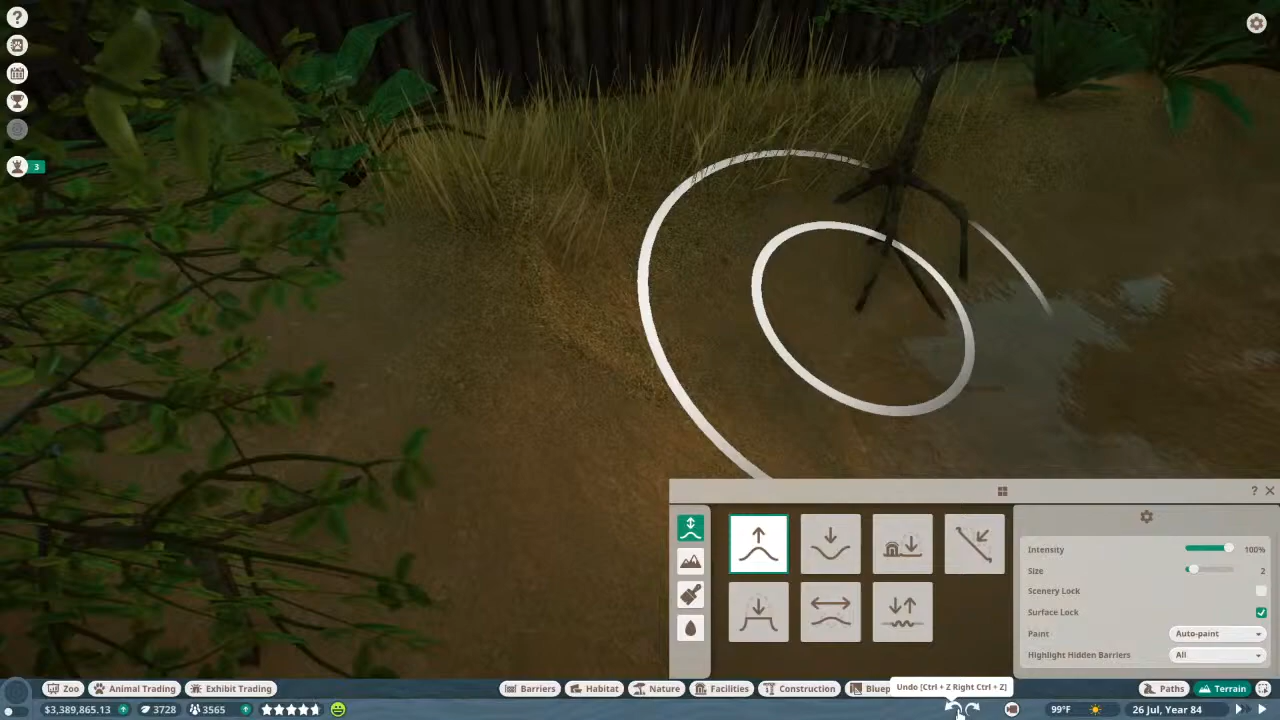 ?
3
?
Intensity 100%
Size 2
Scenery Lock
Surface Lock
Paint Auto-paint
Highlight Hidden Barriers All
Undo [Ctrl + Z Right Ctrl + Z]
Zoo Animal Trading Exhibit Trading Barriers Habitat Nature Facilities Construction Bluep Paths Terrain
$3,389,865.13 3728 3565 99°F 26 Jul, Year 84